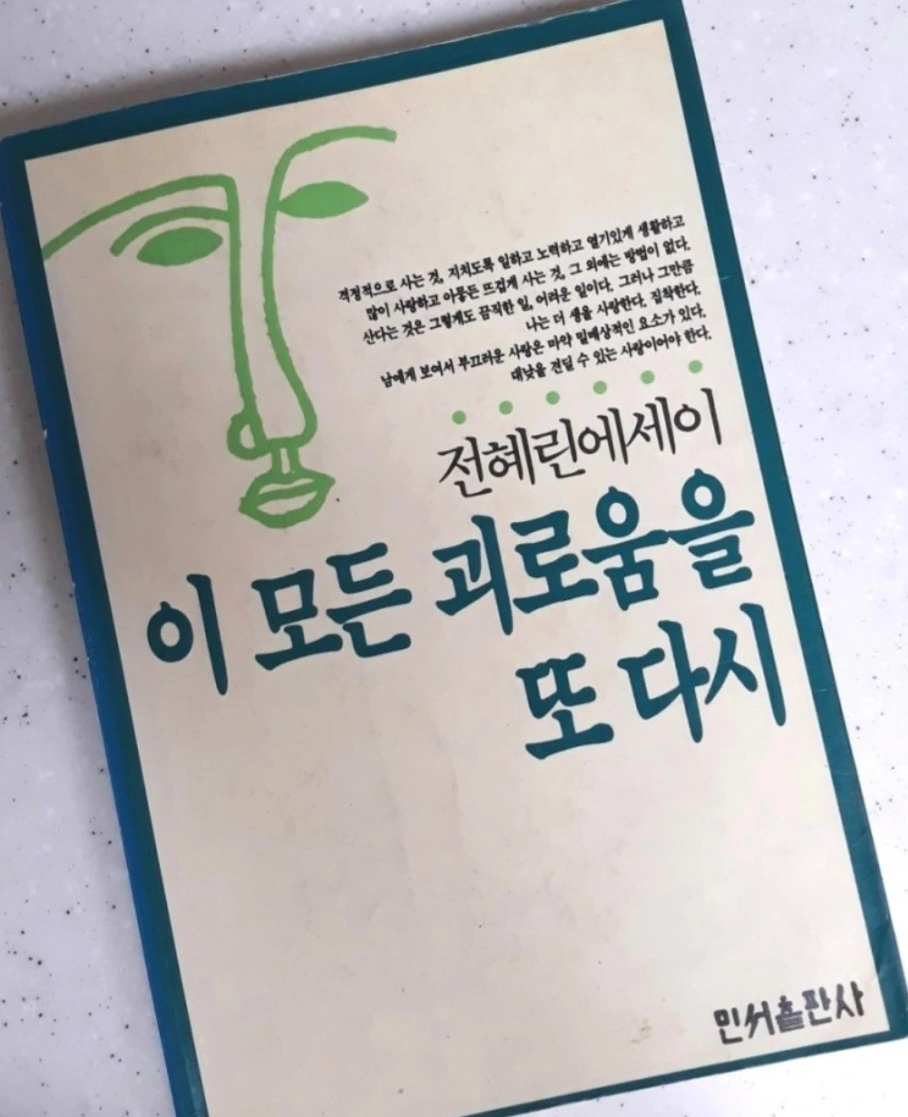 격정적으로 사는 것, 지치도록 일하고 노력하고 열기있게 생활하고
많이 사랑하고 아뭏든 뜨겁게 사는 것, 그 외에는 방법이 없다.
산다는 것은 그렇게도 끔직한 일, 어려운 일이다. 그러나 그만큼
나는 더 생을 사랑한다. 집착한다.
남에게 보여서 부끄러운 사랑은 마약 밀매상적인 요소가 있다.
대낮을 견딜 수 있는 사랑이어야 한다.
전혜린에세이
이 모든 괴로움을
또 다시
민서출판사